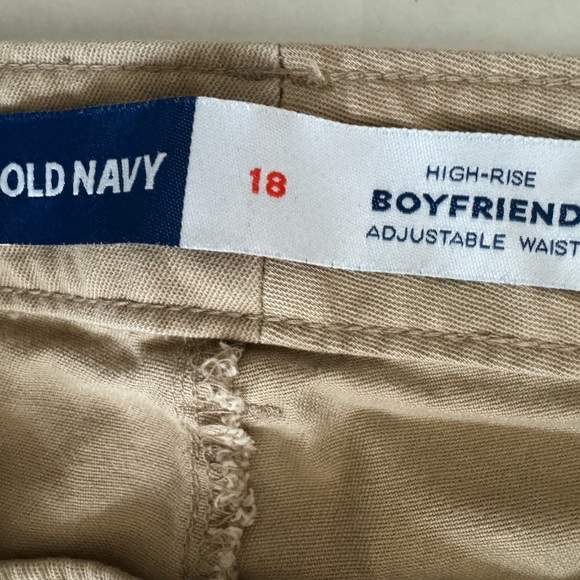 OLD NAVY
18
HIGH-RISE
BOYFRIEND
ADJUSTABLE WAIST